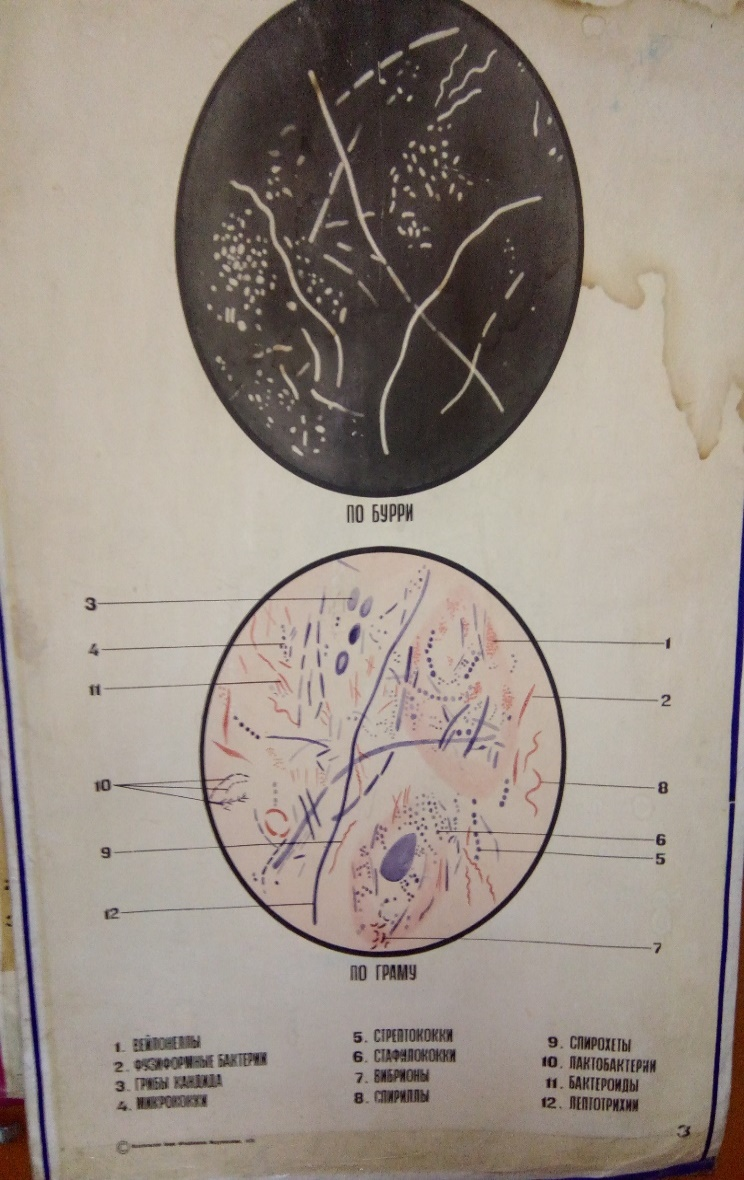 ПО БУРРИ
3
4
11
10
9
12
1
2
8
6
5
7
ПО ГРАМУ
1. ВЕЙЛОНЕЛЛЫ
2. ФУЗИФОРМНЫЕ БАКТЕРИИ
3. ГРИБЫ КАНДИДА
4. МИКРОКОККИ
5. СТРЕПТОКОККИ
6. СТАФИЛОКОККИ
7. ВИБРИОНЫ
8. СПИРИЛЛЫ
9. СПИРОХЕТЫ
10. ЛАКТОБАКТЕРИИ
11. БАКТЕРОИДЫ
12. ЛЕПТОТРИХИИ
3
©